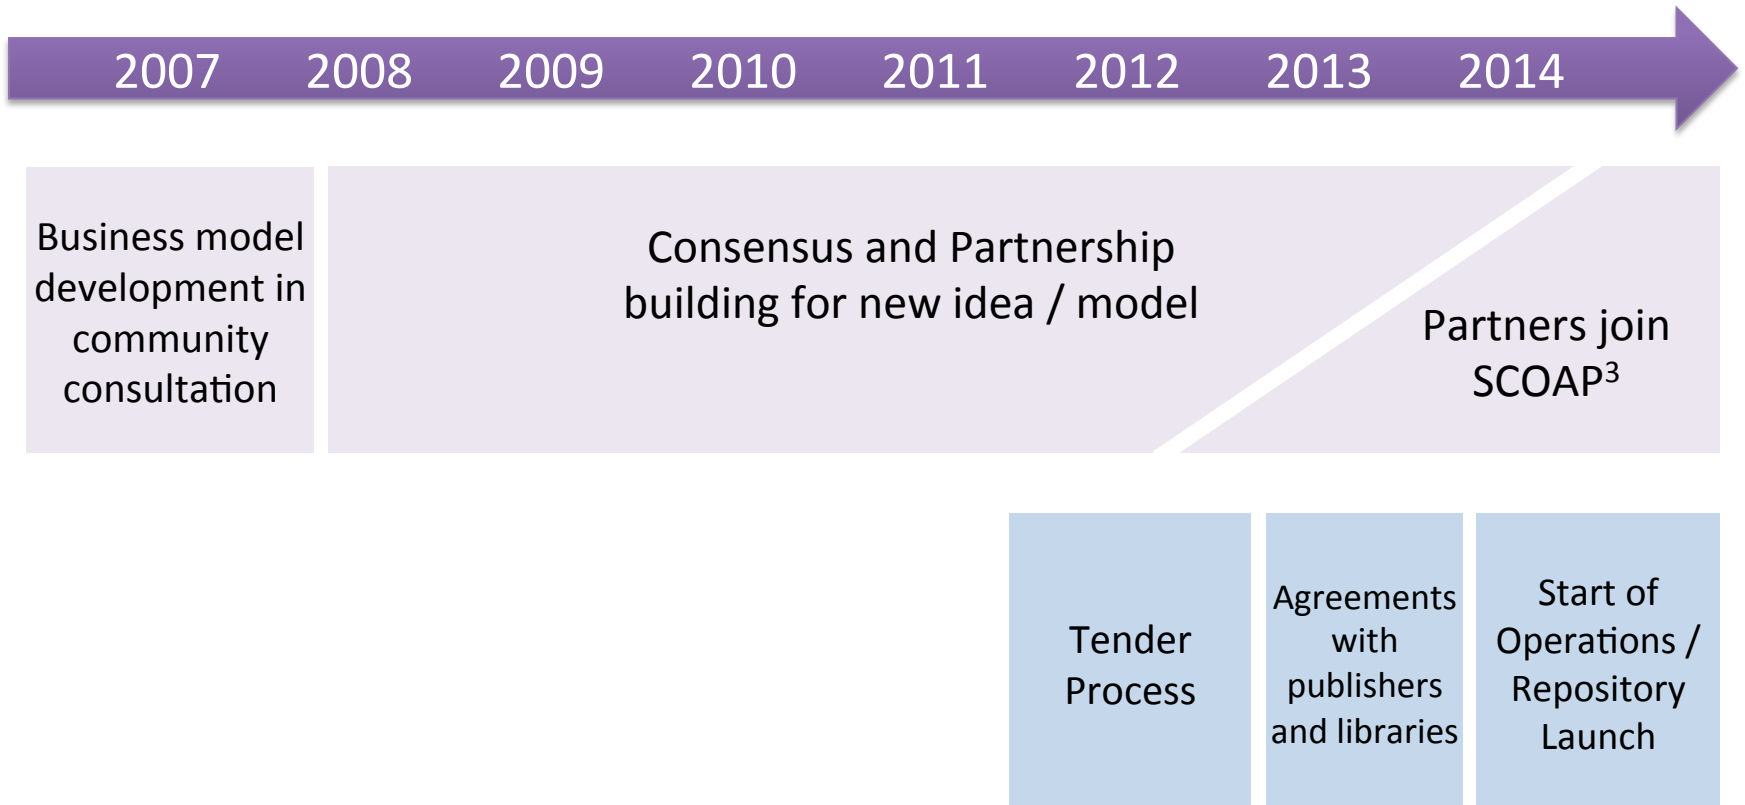 2007 2008 2009 2010 2011 2012 2013 2014
Business model
development in
community
consultation
Consensus and Partnership
building for new idea / model
Partners join
SCOAP³
Tender
Process
Agreements
with
publishers
and libraries
Start of
Operations /
Repository
Launch